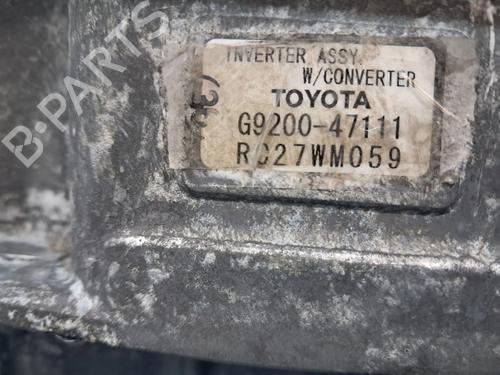 B-PARTS
INVERTER ASSY.
W/CONVERTER
TOYOTA
G9200-47111
RC27WM059